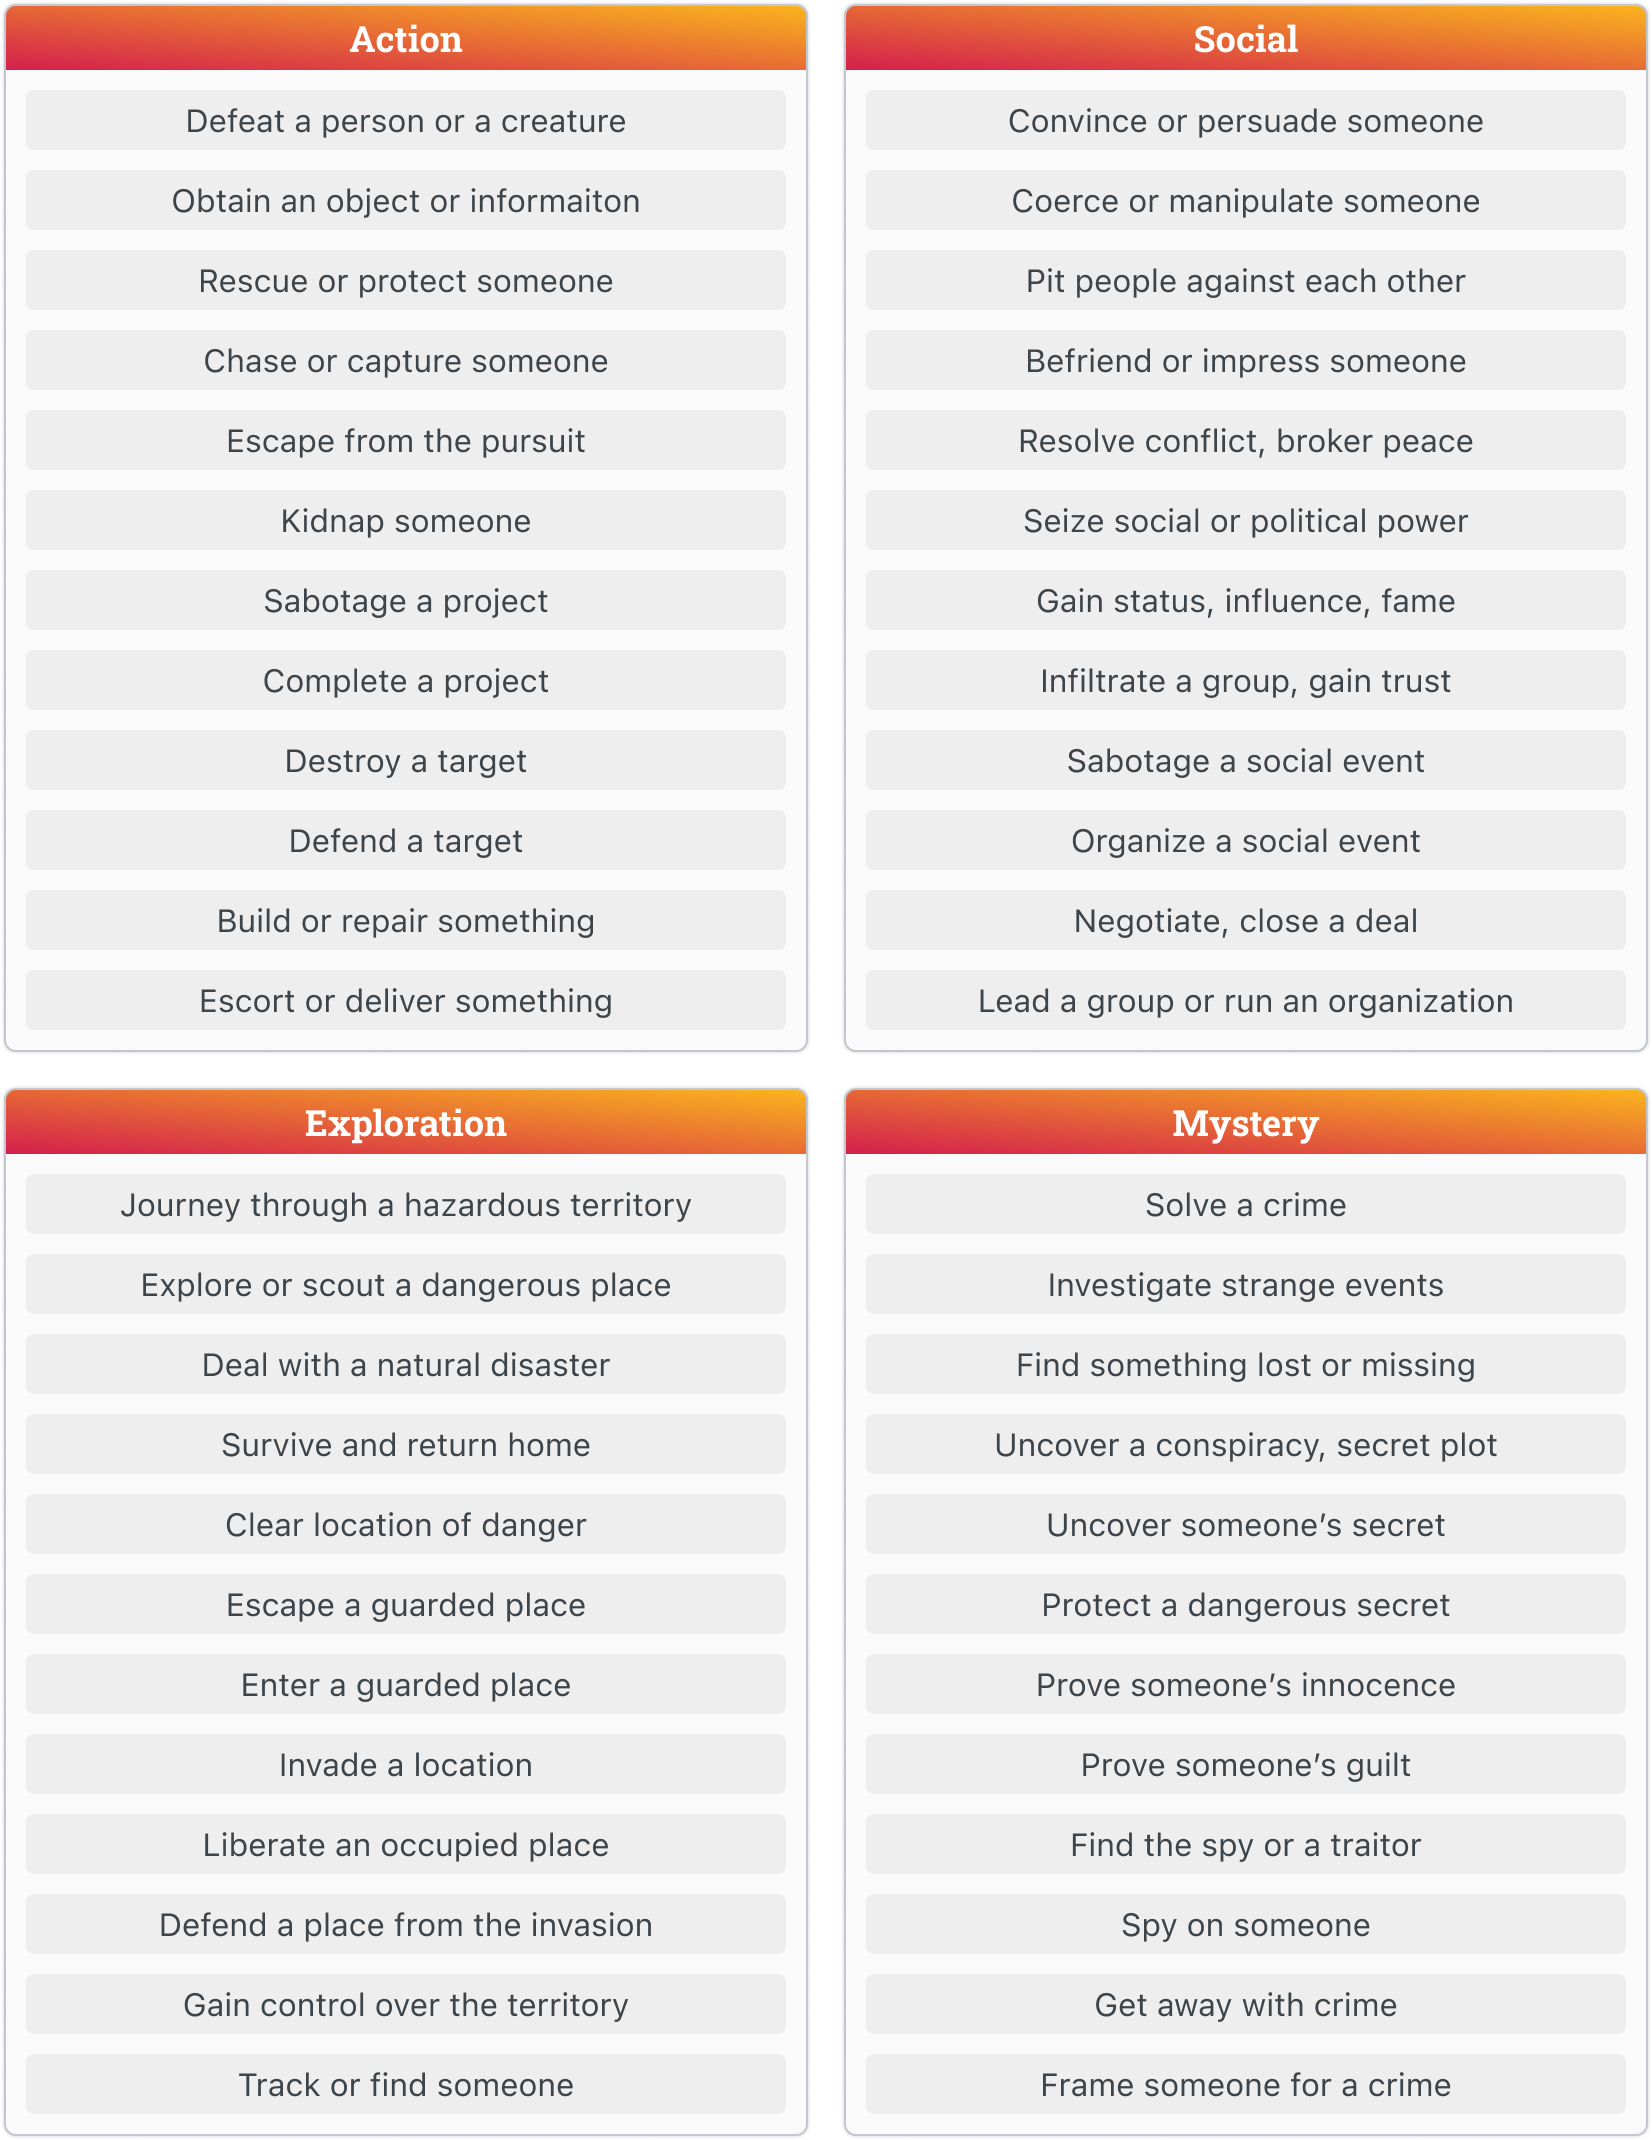 Action
Defeat a person or a creature
Obtain an object or informaiton
Rescue or protect someone
Chase or capture someone
Escape from the pursuit
Kidnap someone
Sabotage a project
Complete a project
Destroy a target
Defend a target
Build or repair something
Escort or deliver something
Social
Convince or persuade someone
Coerce or manipulate someone
Pit people against each other
Befriend or impress someone
Resolve conflict, broker peace
Seize social or political power
Gain status, influence, fame
Infiltrate a group, gain trust
Sabotage a social event
Organize a social event
Negotiate, close a deal
Lead a group or run an organization
Exploration
Journey through a hazardous territory
Explore or scout a dangerous place
Deal with a natural disaster
Survive and return home
Clear location of danger
Escape a guarded place
Enter a guarded place
Invade a location
Liberate an occupied place
Defend a place from the invasion
Gain control over the territory
Track or find someone
Mystery
Solve a crime
Investigate strange events
Find something lost or missing
Uncover a conspiracy, secret plot
Uncover someone’s secret
Protect a dangerous secret
Prove someone’s innocence
Prove someone’s guilt
Find the spy or a traitor
Spy on someone
Get away with crime
Frame someone for a crime